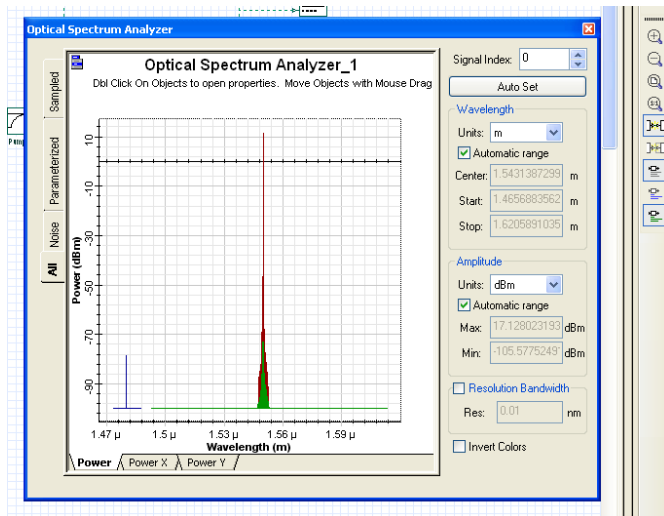 Optical Spectrum Analyzer
Optical Spectrum Analyzer_1
Dbl Click On Objects to open properties. Move Objects with Mouse Drag
Sampled
Parameterized
Noise
All
Power (dBm)
10
-10
-30
-50
-70
-90
1.47 µ
1.5 µ
1.53 µ
1.56 µ
1.59 µ
Wavelength (m)
Power
Power X
Power Y
Signal Index: 0
Auto Set
Wavelength
Units: m
Automatic range
Center: 1.5431387299 m
Start: 1.4656883562 m
Stop: 1.6205891035 m
Amplitude
Units: dBm
Automatic range
Max: 17.128023193 dBm
Min: -105.5775249 dBm
Resolution Bandwidth
Res: 0.01 nm
Invert Colors